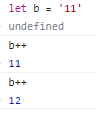 let b = '11'
undefined
b++
11
b++
12